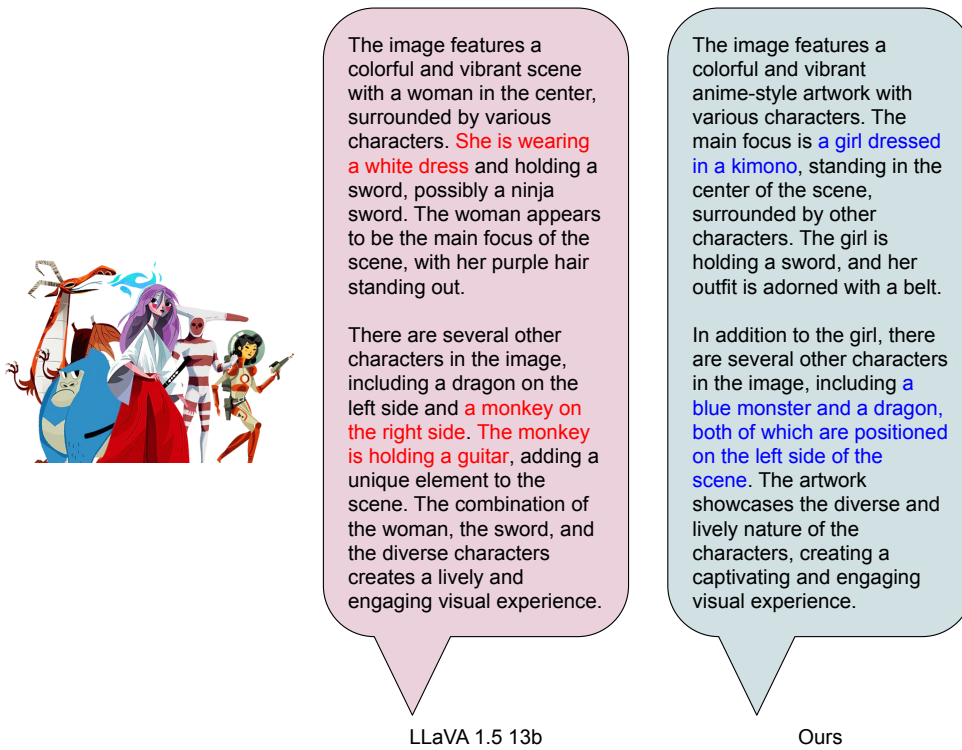 The image features a
colorful and vibrant scene
with a woman in the center,
surrounded by various
characters. She is wearing
a white dress and holding a
sword, possibly a ninja
sword. The woman appears
to be the main focus of the
scene, with her purple hair
standing out.
There are several other
characters in the image,
including a dragon on the
left side and a monkey on
the right side. The monkey
is holding a guitar, adding a
unique element to the
scene. The combination of
the woman, the sword, and
the diverse characters
creates a lively and
engaging visual experience.
LLaVA 1.5 13b
The image features a
colorful and vibrant
anime-style artwork with
various characters. The
main focus is a girl dressed
in a kimono, standing in the
center of the scene,
surrounded by other
characters. The girl is
holding a sword, and her
outfit is adorned with a belt.
In addition to the girl, there
are several other characters
in the image, including a
blue monster and a dragon,
both of which are positioned
on the left side of the
scene. The artwork
showcases the diverse and
lively nature of the
characters, creating a
captivating and engaging
visual experience.
Ours